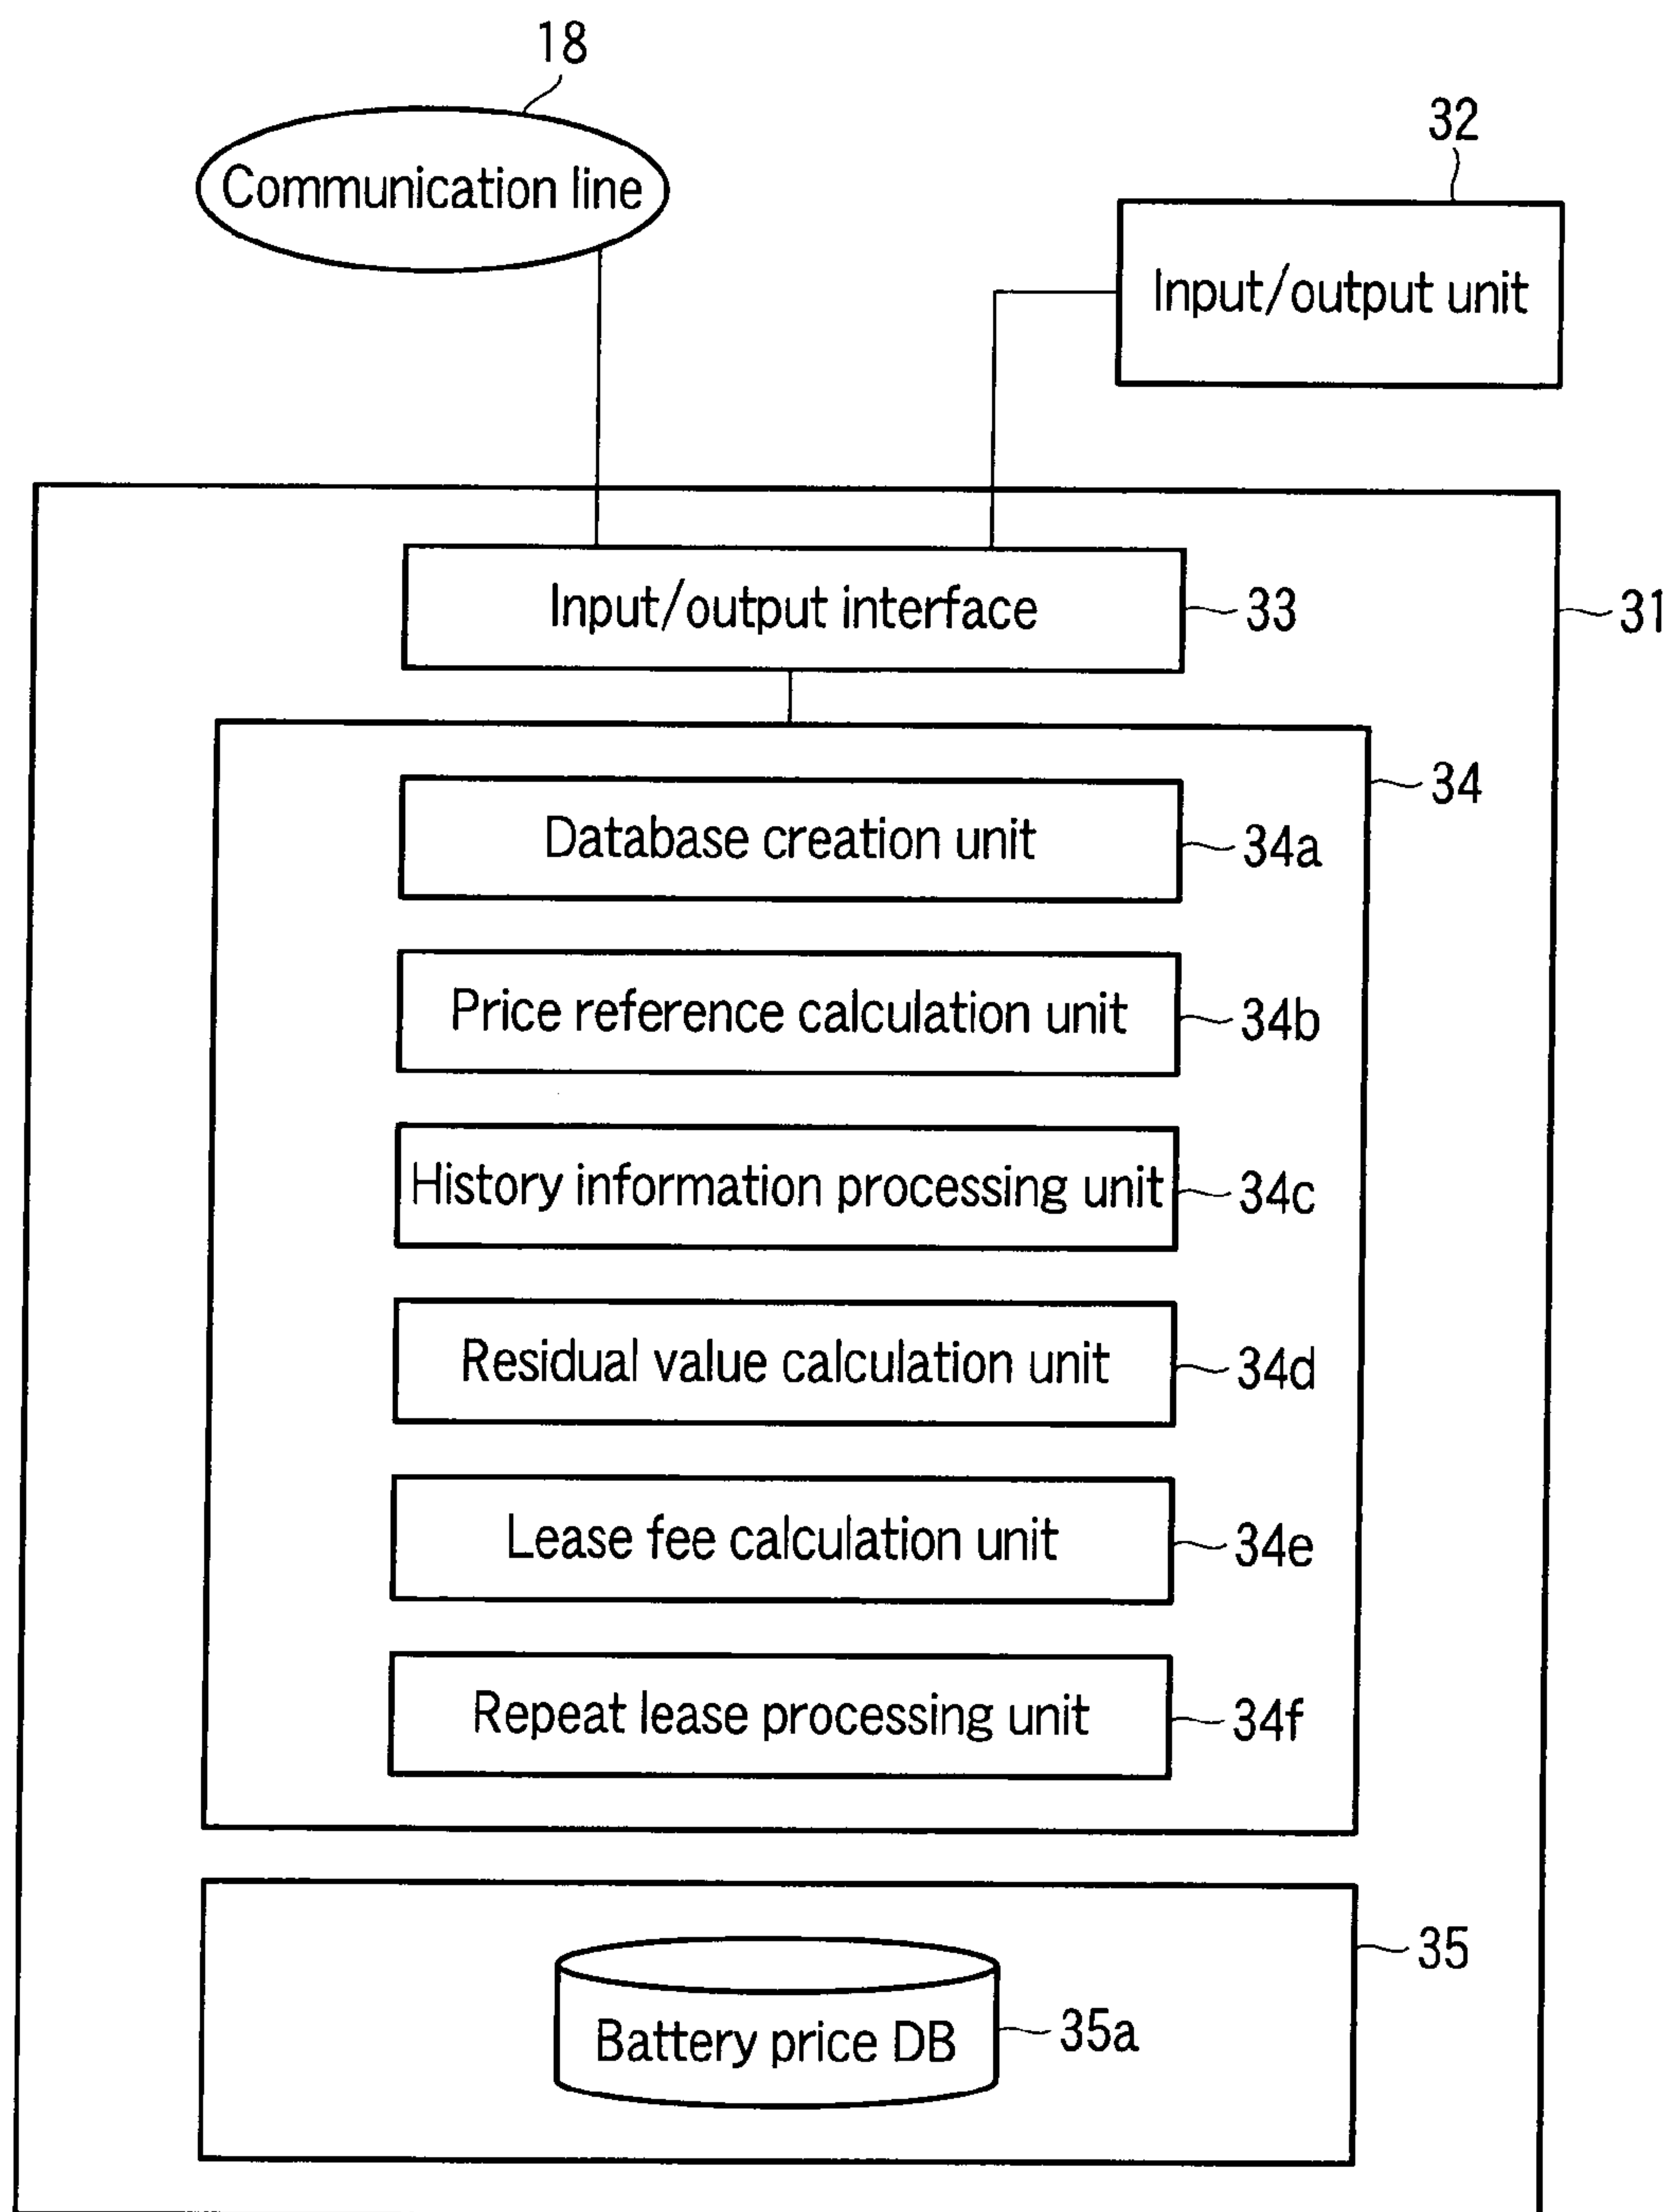 18
Communication line
32
Input/output unit
Input/output interface
33
31
34
Database creation unit
34a
Price reference calculation unit
34b
History information processing unit
34c
Residual value calculation unit
34d
Lease fee calculation unit
34e
Repeat lease processing unit
34f
35
Battery price DB
35a